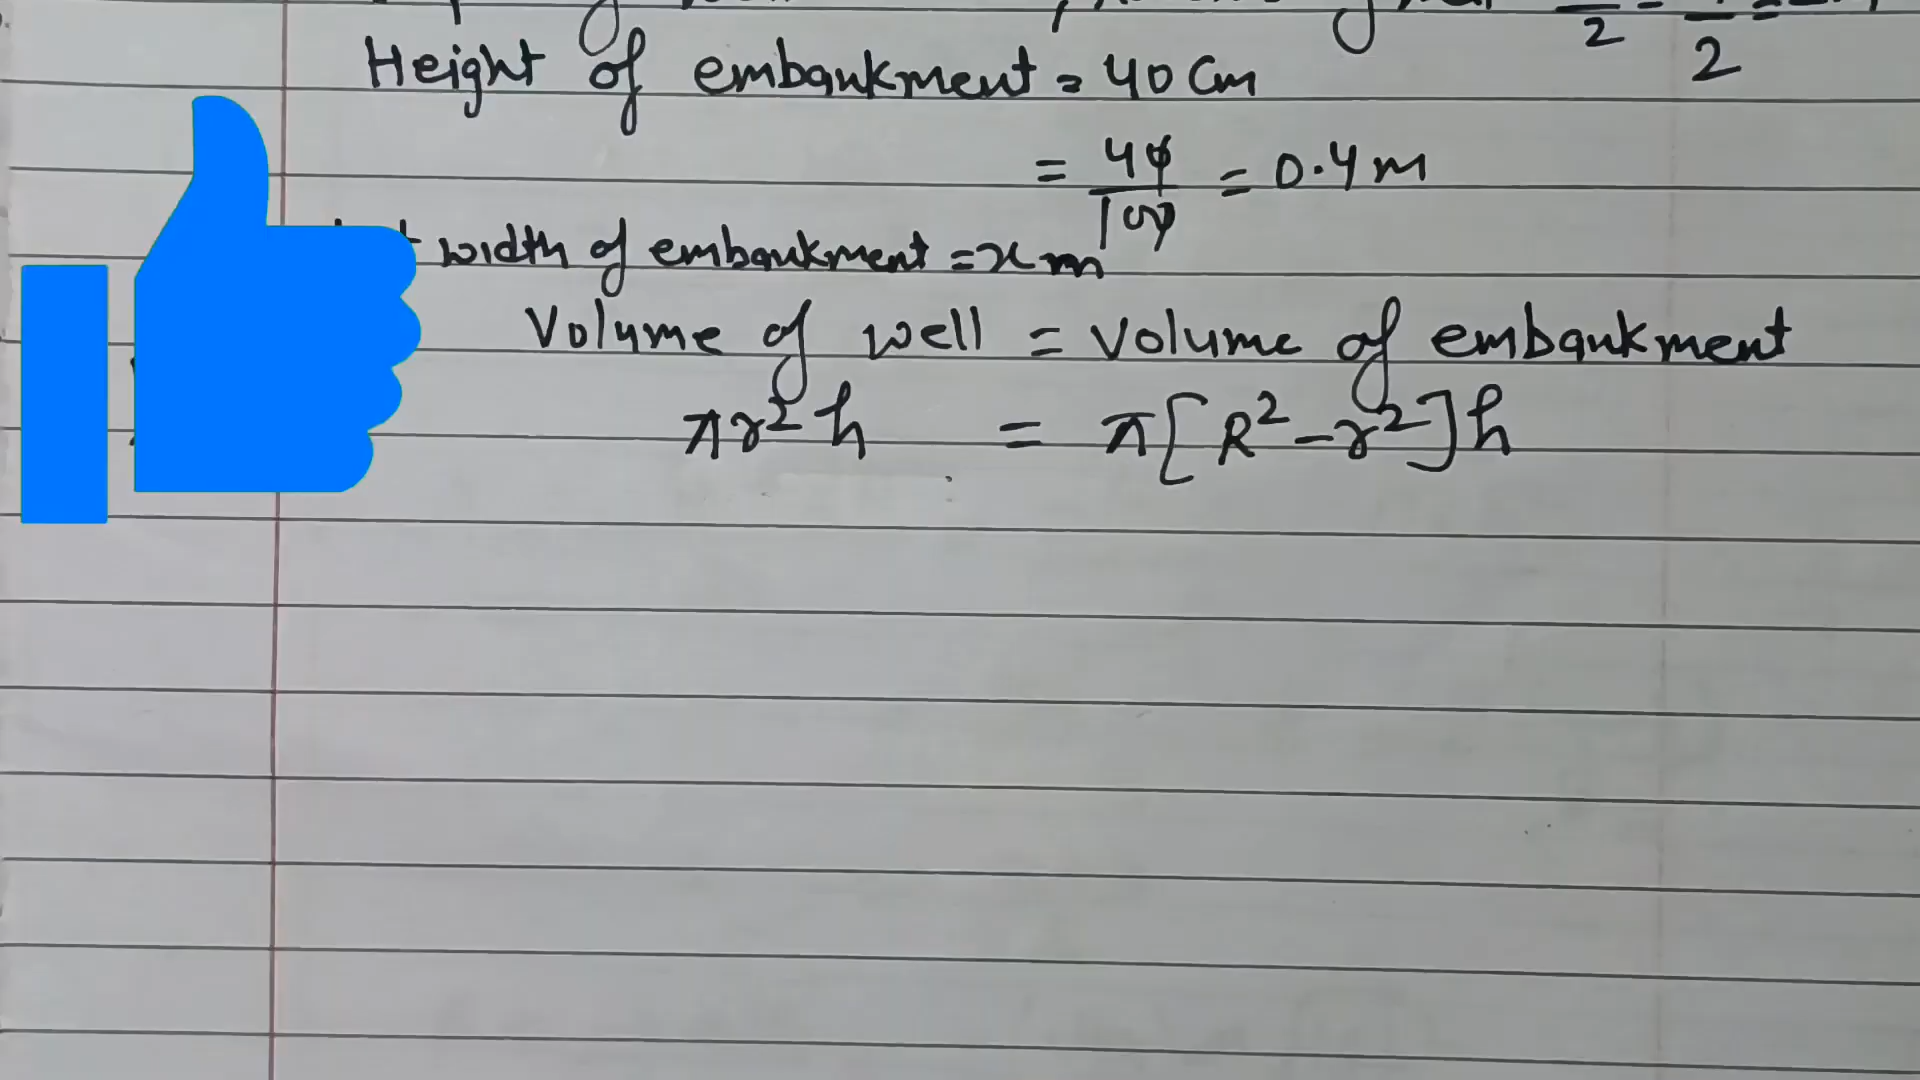 Height of embankment = 40 Cm
= 40/100 = 0.4 m
width of embankment = x m
Volume of well = Volume of embankment
πr²h = π[R²-r²]h